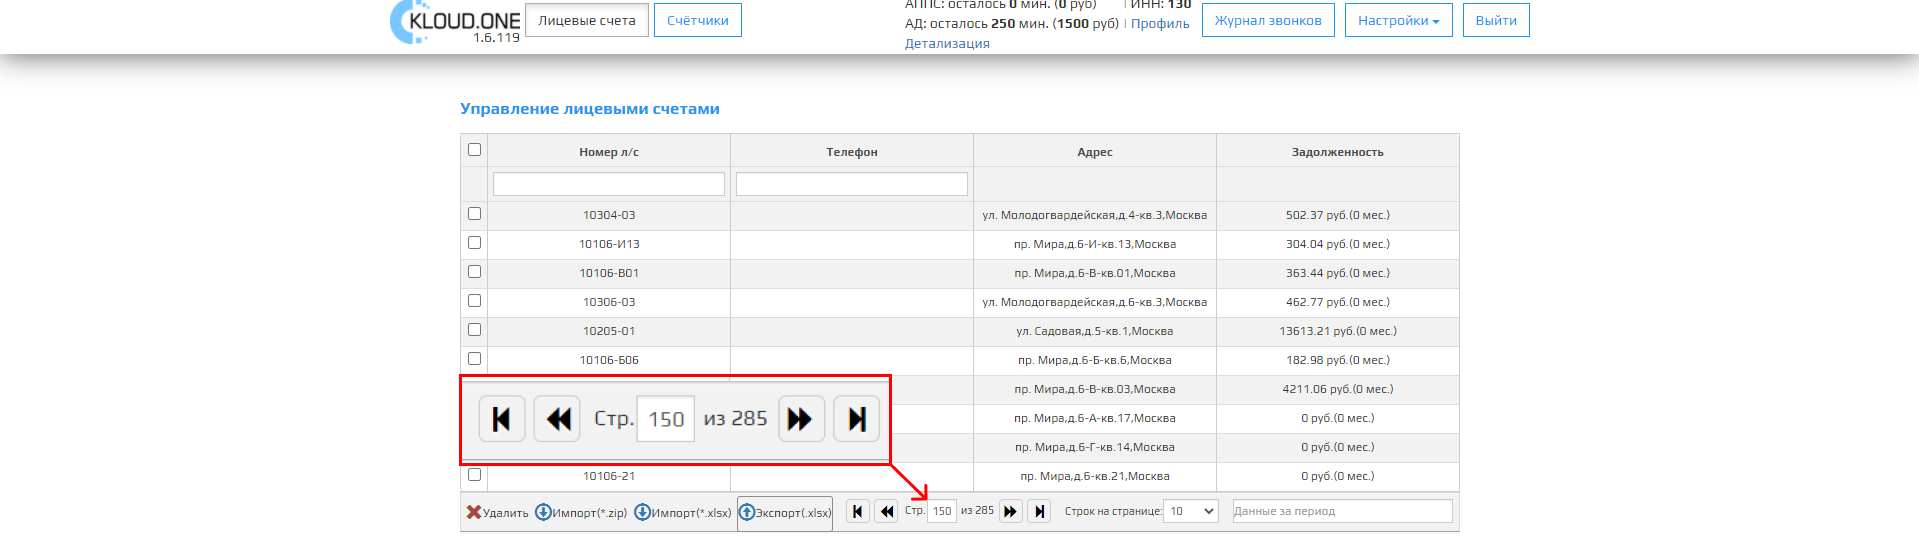 KLOUD.ONE
1.6.119
Лицевые счета
Счётчики
АППС: осталось 0 мин. (0 руб) | ИНН: 130
АД: осталось 250 мин. (1500 руб) | Профиль
Детализация
Журнал звонков
Настройки
Выйти
Управление лицевыми счетами
Номер л/с Телефон Адрес Задолженность
10304-03 ул. Молодогвардейская,д.4-кв.3,Москва 502.37 руб.(0 мес.)
10106-И13 пр. Мира,д.6-И-кв.13,Москва 304.04 руб.(0 мес.)
10106-В01 пр. Мира,д.6-В-кв.01,Москва 363.44 руб.(0 мес.)
10306-03 ул. Молодогвардейская,д.6-кв.3,Москва 462.77 руб.(0 мес.)
10205-01 ул. Садовая,д.5-кв.1,Москва 13613.21 руб.(0 мес.)
10106-Б06 пр. Мира,д.6-Б-кв.6,Москва 182.98 руб.(0 мес.)
пр. Мира,д.6-В-кв.03,Москва 4211.06 руб.(0 мес.)
Стр. 150 из 285
пр. Мира,д.6-А-кв.17,Москва 0 руб.(0 мес.)
пр. Мира,д.6-Г-кв.14,Москва 0 руб.(0 мес.)
10106-21 пр. Мира,д.6-кв.21,Москва 0 руб.(0 мес.)
Удалить Импорт(*.zip) Импорт(*.xlsx) Экспорт(.xlsx) Стр. 150 из 285 Строк на странице: 10 Данные за период